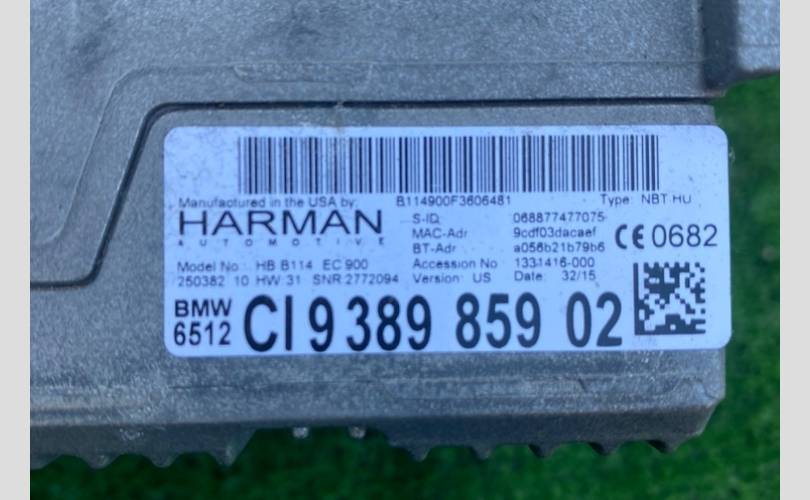 Manufactured in the USA by: B114900F3606481 Type: NBT HU
HARMAN S-ID 068877477075
AUTOMOTIVE MAC-Adr 9cdf03dacaef CE 0682
BT-Adr a056b21b79b6
Model No: HB B114 EC 900 Accession No 1331416-000
250382 10 HW 31 SNR 2772094 Version: US Date: 32/15
BMW
6512 CI 9 389 859 02